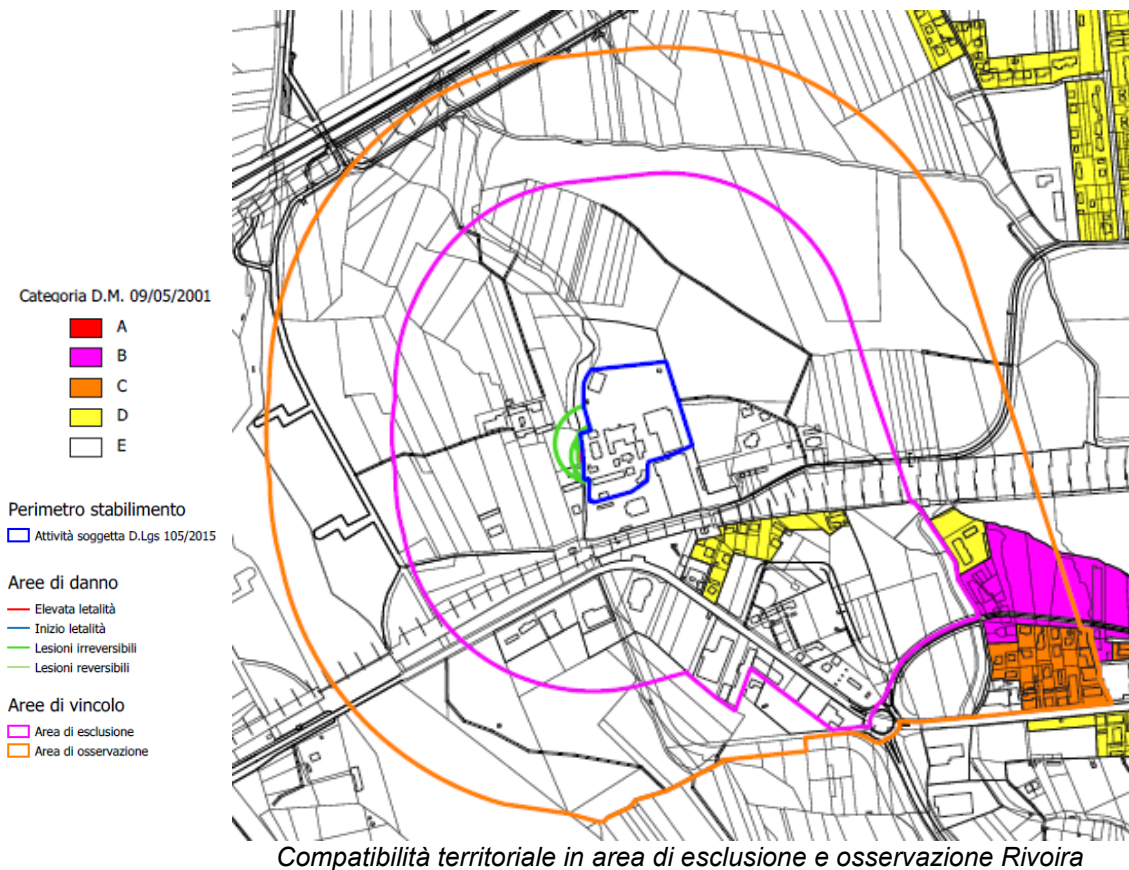 Categoria D.M. 09/05/2001
A
B
C
D
E
Perimetro stabilimento
Attività soggetta D.Lgs 105/2015
Aree di danno
Elevata letalità
Inizio letalità
Lesioni irreversibili
Lesioni reversibili
Aree di vincolo
Area di esclusione
Area di osservazione
Compatibilità territoriale in area di esclusione e osservazione Rivoira